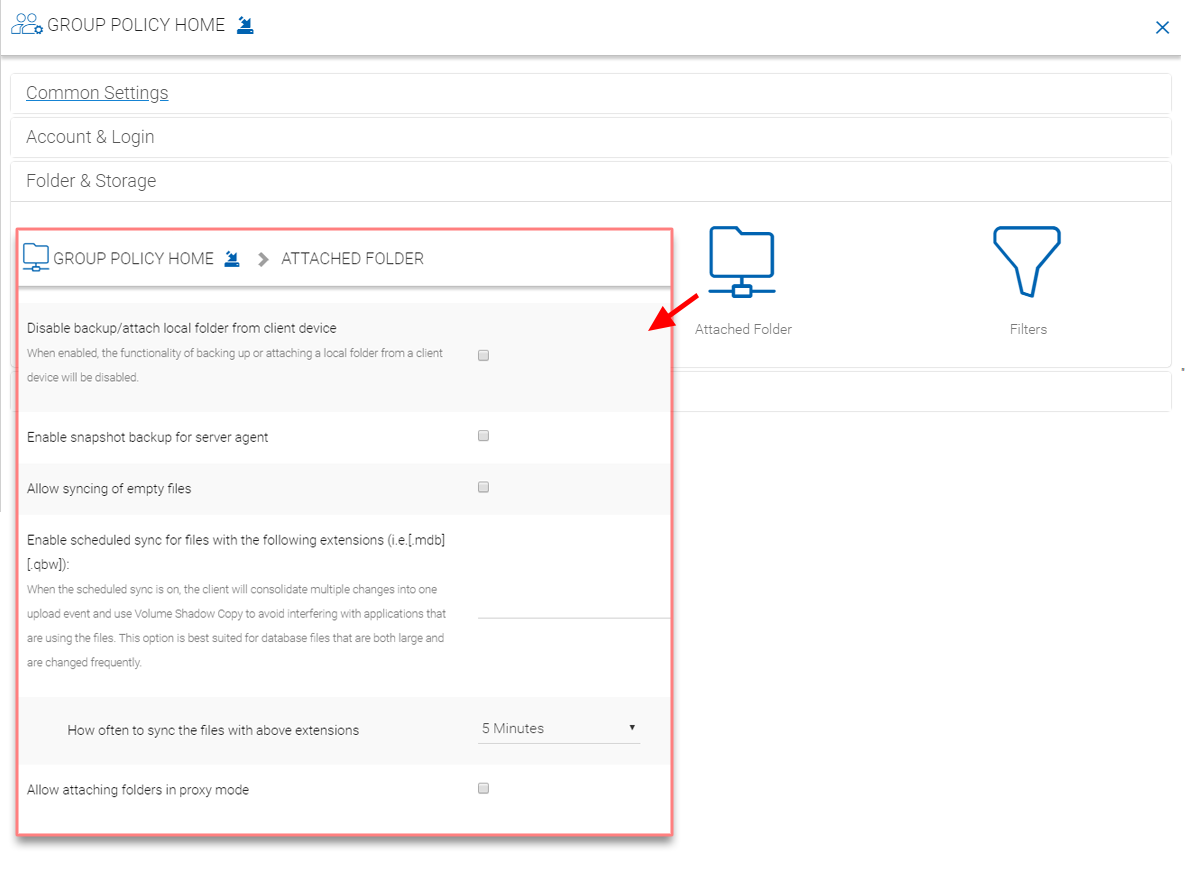 GROUP POLICY HOME
Common Settings
Account & Login
Folder & Storage
GROUP POLICY HOME ATTACHED FOLDER
Disable backup/attach local folder from client device
When enabled, the functionality of backing up or attaching a local folder from a client
device will be disabled.
Enable snapshot backup for server agent
Allow syncing of empty files
Enable scheduled sync for files with the following extensions (i.e.[.mdb]
[.qbw]):
When the scheduled sync is on, the client will consolidate multiple changes into one
upload event and use Volume Shadow Copy to avoid interfering with applications that
are using the files. This option is best suited for database files that are both large and
are changed frequently.
How often to sync the files with above extensions
5 Minutes
Allow attaching folders in proxy mode
Attached Folder
Filters